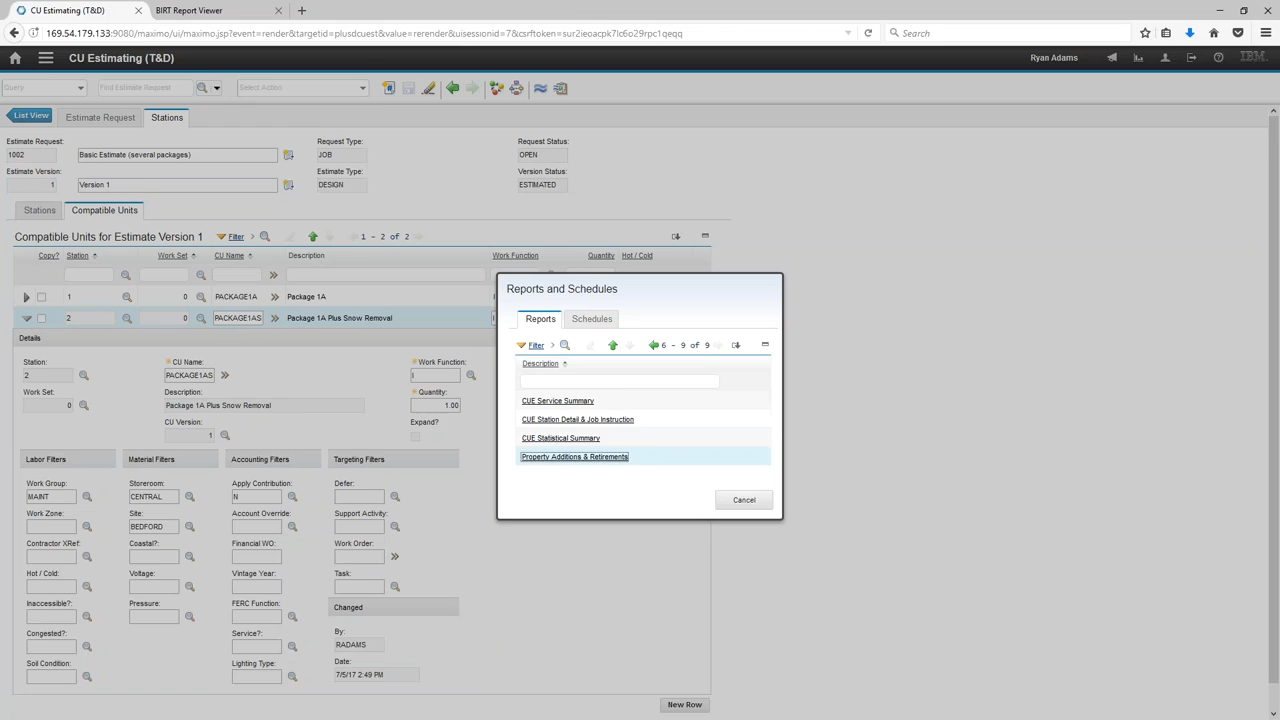 CU Estimating (T&D)
BIRT Report Viewer
169.54.179.133:9080/maximo/ui/maximo.jsp?event=render&targetid=plusdcuest&value=rerender&uisessionid=7&csrftoken=sur2ieoacpk7lc6o29rpc1qeqq
Search
CU Estimating (T&D)
Ryan Adams
IBM
Query
Find Estimate Request
Select Action
List View
Estimate Request
Stations
Estimate Request:
Request Type:
Request Status:
1002
Basic Estimate (several packages)
JOB
OPEN
Estimate Version:
Estimate Type:
Version Status:
1
Version 1
DESIGN
ESTIMATED
Stations
Compatible Units
Compatible Units for Estimate Version 1
Filter
1 - 2 of 2
Copy?
Station
Work Set
CU Name
Description
Work Function
Quantity
Hot / Cold
1
0
PACKAGE1A
Package 1A
2
0
PACKAGE1AS
Package 1A Plus Snow Removal
Details
Station:
CU Name:
Work Function:
2
PACKAGE1AS
I
Work Set:
Description:
Quantity:
0
Package 1A Plus Snow Removal
1.00
CU Version:
Expand?
1
Labor Filters
Material Filters
Accounting Filters
Targeting Filters
Work Group:
Storeroom:
Apply Contribution:
Defer:
MAINT
CENTRAL
N
Work Zone:
Site:
Account Override:
Support Activity:
BEDFORD
Contractor XRef:
Coastal?:
Financial WO:
Work Order:
Hot / Cold:
Voltage:
Vintage Year:
Task:
Inaccessible?:
Pressure:
FERC Function:
Changed
Congested?:
Service?:
By:
RADAMS
Soil Condition:
Lighting Type:
Date:
7/5/17 2:49 PM
New Row
Reports and Schedules
Reports
Schedules
Filter
6 - 9 of 9
Description
CUE Service Summary
CUE Station Detail & Job Instruction
CUE Statistical Summary
Property Additions & Retirements
Cancel